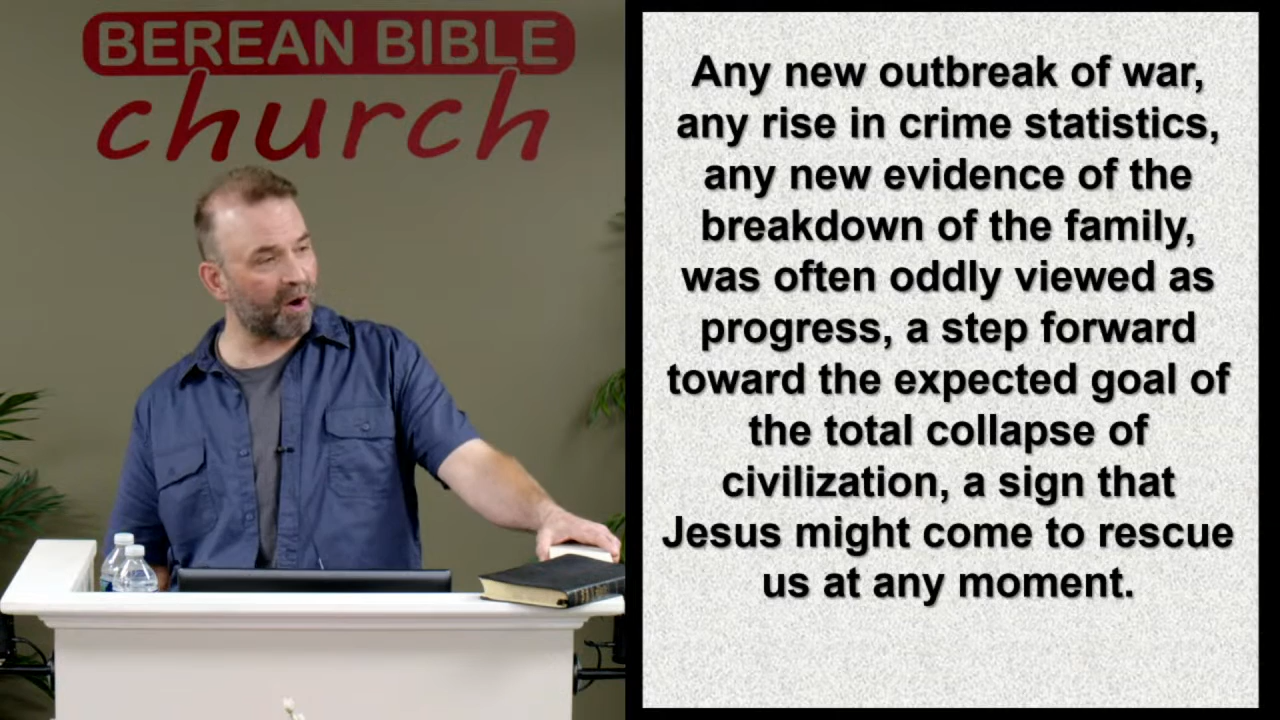 BEREAN BIBLE
church
Any new outbreak of war,
any rise in crime statistics,
any new evidence of the
breakdown of the family,
was often oddly viewed as
progress, a step forward
toward the expected goal of
the total collapse of
civilization, a sign that
Jesus might come to rescue
us at any moment.